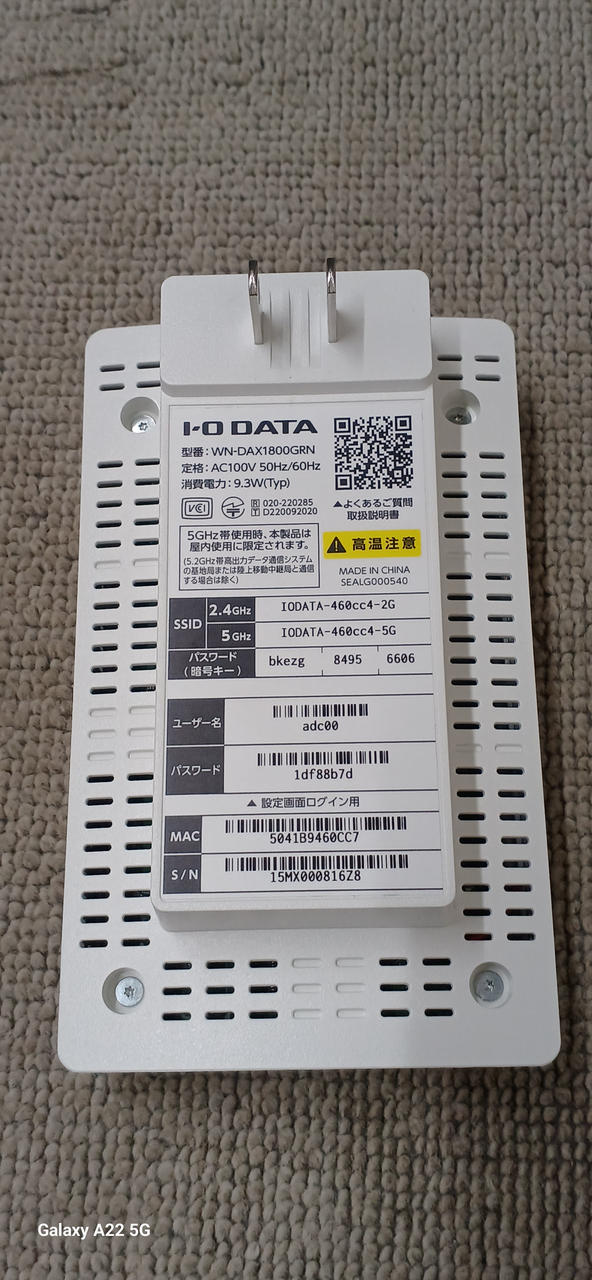 I-O DATA
型番：WN-DAX1800GRN
定格：AC100V 50Hz/60Hz
消費電力：9.3W(Typ)
VCI
R 020-220285
T D220092020
▲よくあるご質問
取扱説明書
5GHz帯使用時、本製品は
屋内使用に限定されます。
(5.2GHz帯高出力データ通信システム
の基地局または陸上移動中継局と通信
する場合は除く)
高温注意
MADE IN CHINA
SEALG000540
SSID
2.4GHz IODATA-460cc4-2G
5GHz IODATA-460cc4-5G
パスワード
（暗号キー）
bkezg 8495 6606
ユーザー名 adc00
パスワード 1df88b7d
▲ 設定画面ログイン用
MAC 5041B9460CC7
S/N 15MX000816Z8
Galaxy A22 5G